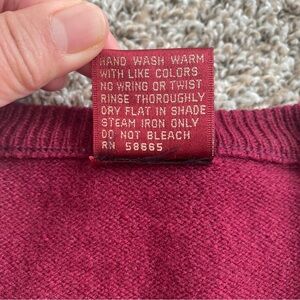 HAND WASH WARM
WITH LIKE COLORS
NO WRING OR TWIST
RINSE THOROUGHLY
DRY FLAT IN SHADE
STEAM IRON ONLY
DO NOT BLEACH
RN 58665